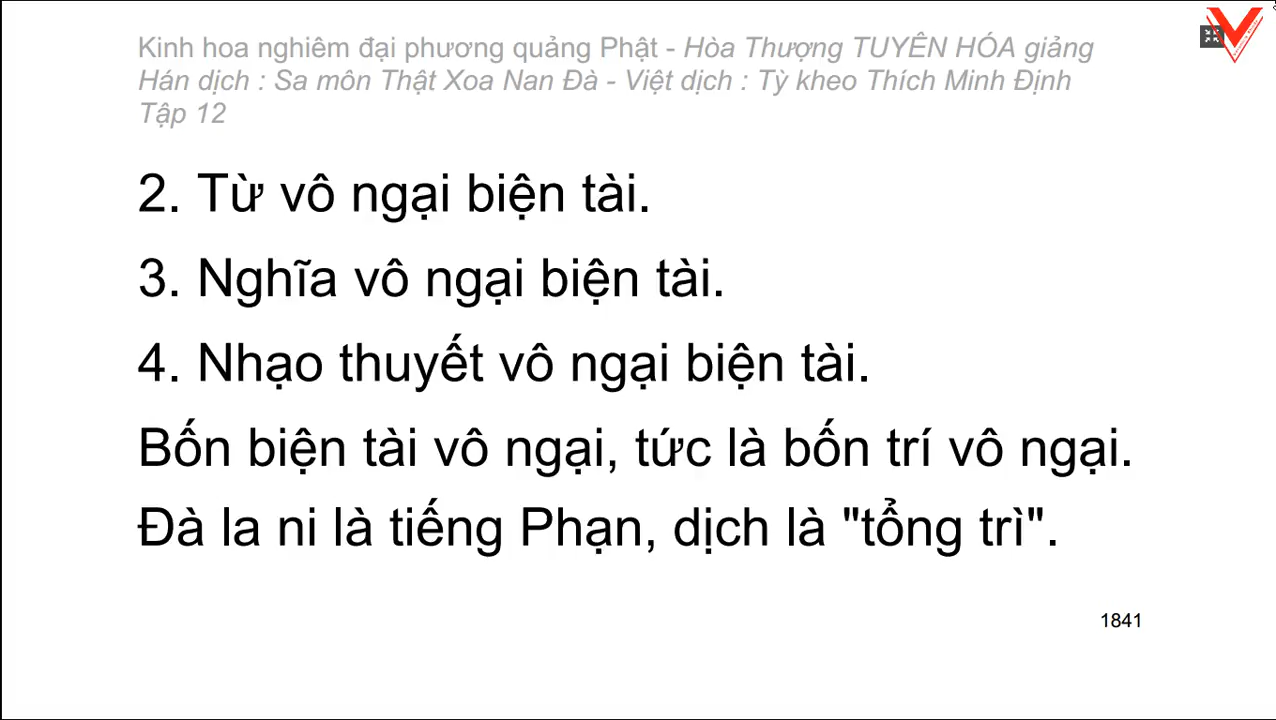 Kinh hoa nghiêm đại phương quảng Phật - Hòa Thượng TUYÊN HÓA giảng
Hán dịch : Sa môn Thật Xoa Nan Đà - Việt dịch : Tỳ kheo Thích Minh Định
Tập 12
2. Từ vô ngại biện tài.
3. Nghĩa vô ngại biện tài.
4. Nhạo thuyết vô ngại biện tài.
Bốn biện tài vô ngại, tức là bốn trí vô ngại.
Đà la ni là tiếng Phạn, dịch là "tổng trì".
1841